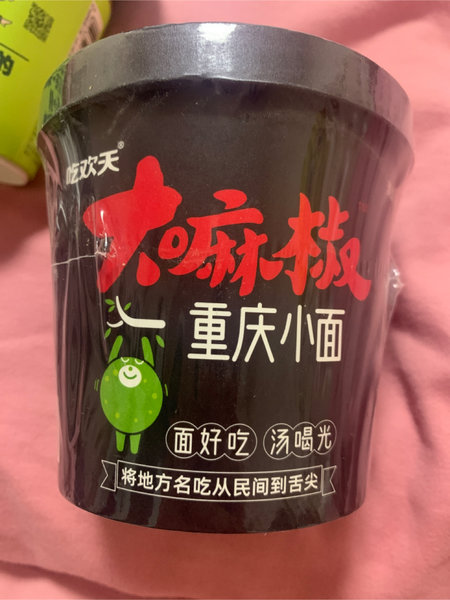 吃欢天®
大嘛椒
重庆小面
面好吃 汤喝光
将地方名吃从民间到舌尖